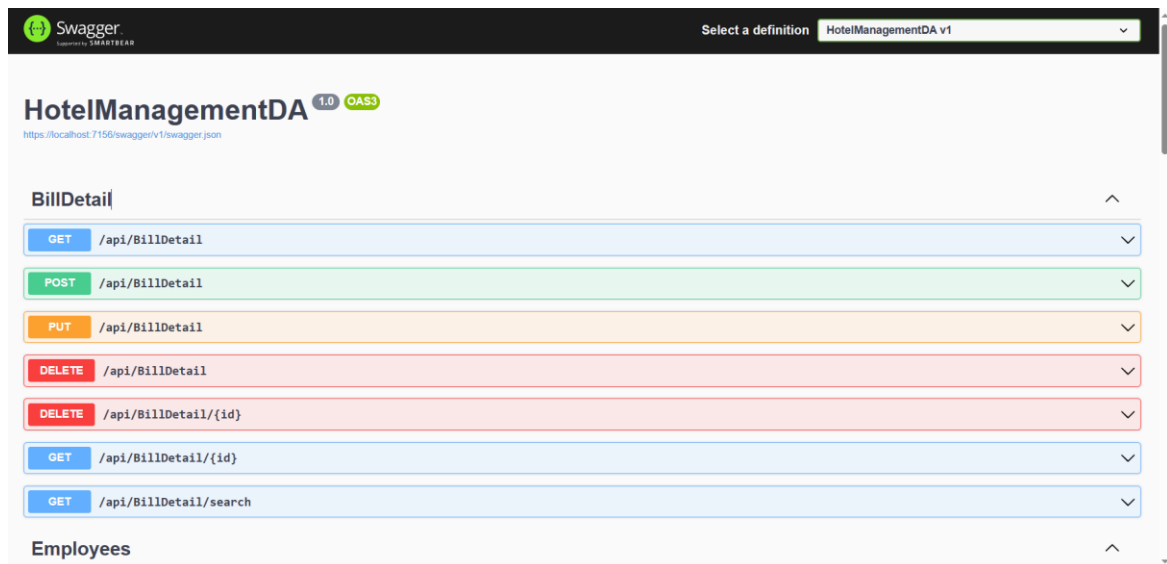 Swagger.
Supported by SMARTBEAR
Select a definition HotelManagementDA v1
HotelManagementDA 1.0 OAS3
https://localhost:7156/swagger/v1/swagger.json
BillDetail
GET /api/BillDetail
POST /api/BillDetail
PUT /api/BillDetail
DELETE /api/BillDetail
DELETE /api/BillDetail/{id}
GET /api/BillDetail/{id}
GET /api/BillDetail/search
Employees